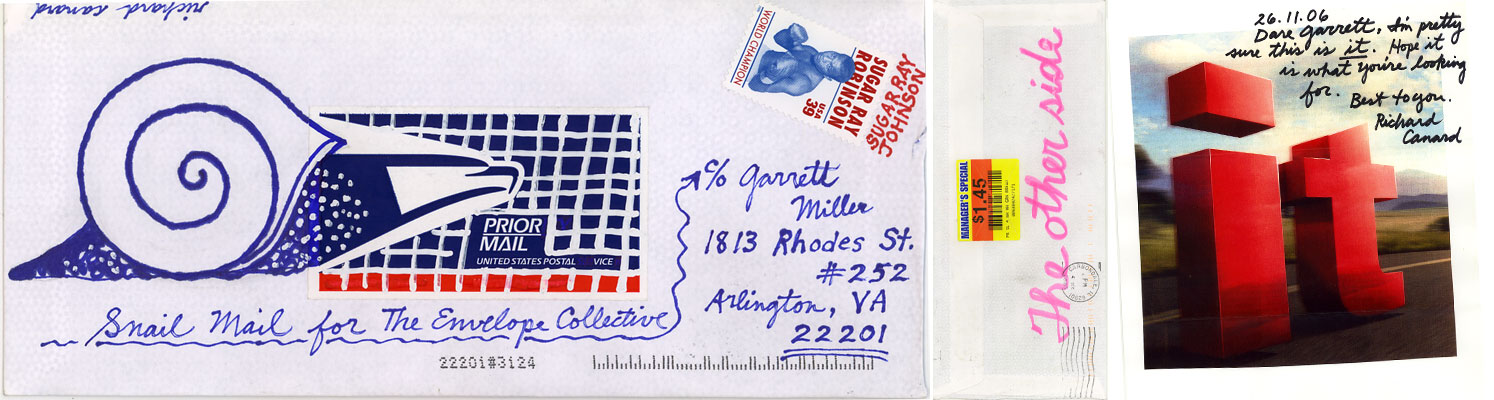 richard canard
WORLD CHAMPION
SUGAR RAY
ROBINSON
USA
39
SUGAR RAY
JOHNSON
PRIOR
MAIL
UNITED STATES POSTAL VICE
c/o Garrett
Miller
1813 Rhodes St.
#252
Arlington, VA
22201
Snail Mail for The Envelope Collective
22201#3124
The other side
MANAGER'S SPECIAL
$1.45
26.11.06
Dare Garrett, I'm pretty
sure this is it. Hope it
is what you're looking
for.
Best to you.
Richard
Canard
it